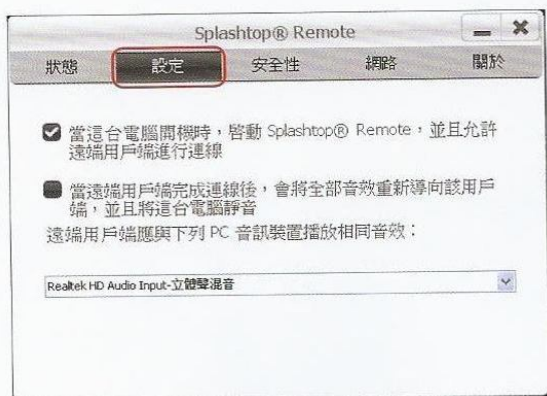 Splashtop® Remote
狀態 設定 安全性 網路 關於
當這台電腦開機時，啓動 Splashtop® Remote，並且允許
遠端用戶端進行連線
當遠端用戶端完成連線後，會將全部音效重新導向該用戶
端，並且將這台電腦靜音
遠端用戶端應與下列 PC 音訊裝置播放相同音效：
Realtek HD Audio Input-立體聲混音